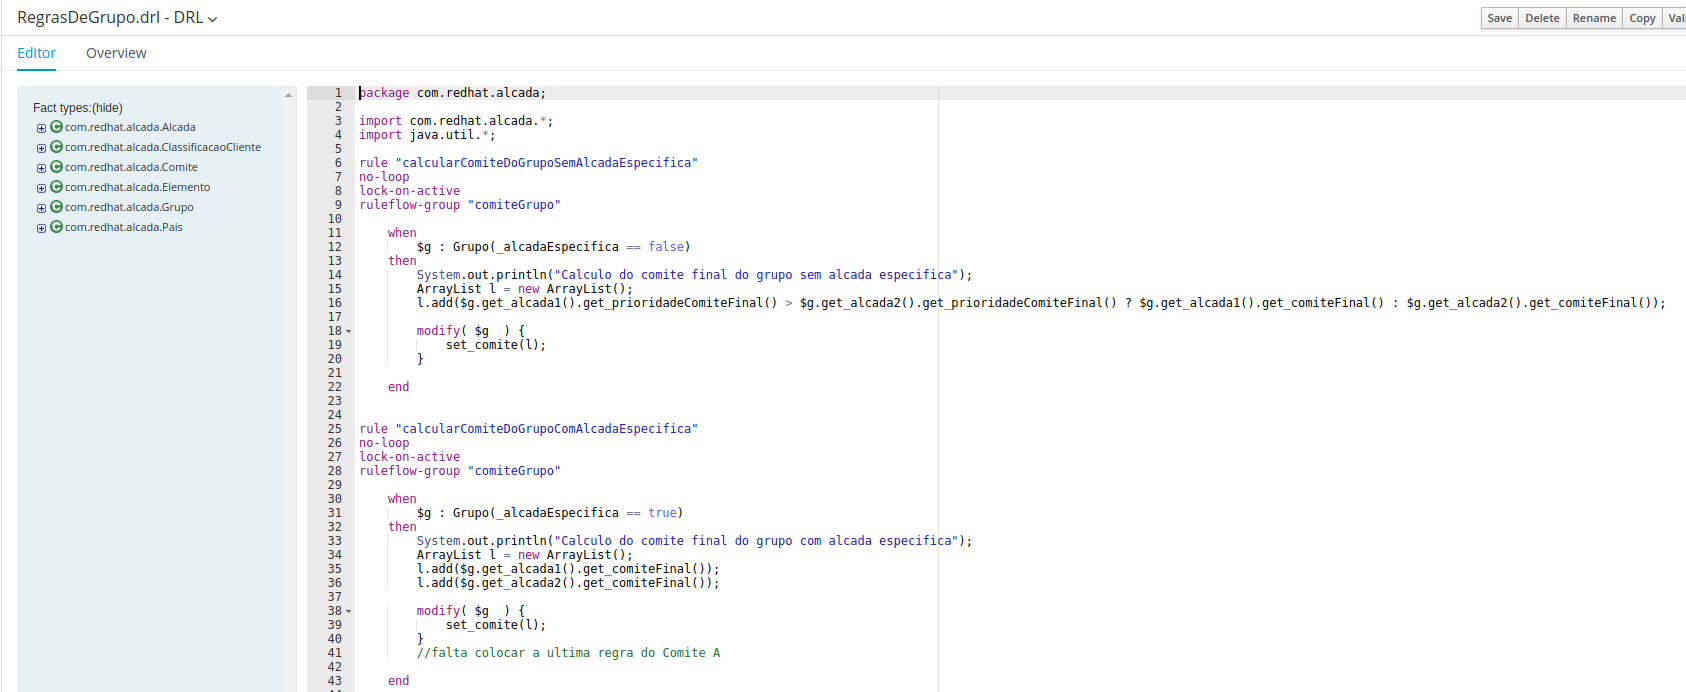 RegrasDeGrupo.drl - DRL
Save Delete Rename Copy
Editor Overview
Fact types:(hide)
com.redhat.alcada.Alcada
com.redhat.alcada.ClassificacaoCliente
com.redhat.alcada.Comite
com.redhat.alcada.Elemento
com.redhat.alcada.Grupo
com.redhat.alcada.Pais
1 package com.redhat.alcada;
2
3 import com.redhat.alcada.*;
4 import java.util.*;
5
6 rule "calcularComiteDoGrupoSemAlcadaEspecifica"
7 no-loop
8 lock-on-active
9 ruleflow-group "comiteGrupo"
10
11 when
12 $g : Grupo(_alcadaEspecifica == false)
13 then
14 System.out.println("Calculo do comite final do grupo sem alcada especifica");
15 ArrayList l = new ArrayList();
16 l.add($g.get_alcada1().get_prioridadeComiteFinal() > $g.get_alcada2().get_prioridadeComiteFinal() ? $g.get_alcada1().get_comiteFinal() : $g.get_alcada2().get_comiteFinal());
17
18 modify( $g  ) {
19 set_comite(l);
20 }
21
22 end
23
24
25 rule "calcularComiteDoGrupoComAlcadaEspecifica"
26 no-loop
27 lock-on-active
28 ruleflow-group "comiteGrupo"
29
30 when
31 $g : Grupo(_alcadaEspecifica == true)
32 then
33 System.out.println("Calculo do comite final do grupo com alcada especifica");
34 ArrayList l = new ArrayList();
35 l.add($g.get_alcada1().get_comiteFinal());
36 l.add($g.get_alcada2().get_comiteFinal());
37
38 modify( $g  ) {
39 set_comite(l);
40 }
41 //falta colocar a ultima regra do Comite A
42
43 end